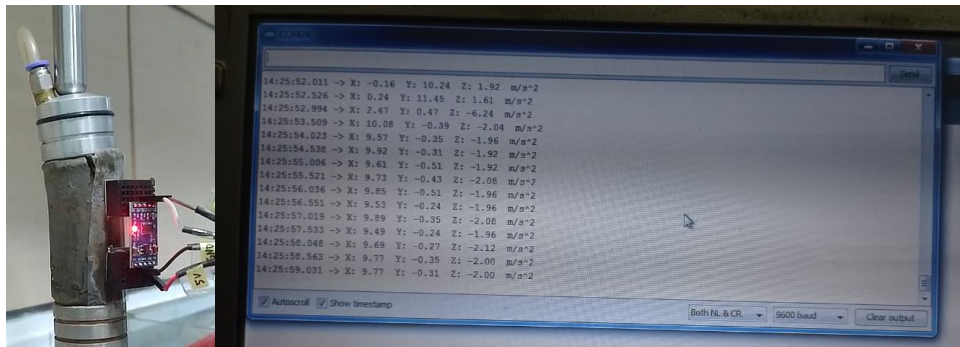 COM26
Send
14:25:52.011 -> X: -0.16 Y: 10.24 Z: 1.92 m/s^2
14:25:52.526 -> X: 0.24 Y: 11.45 Z: 1.61 m/s^2
14:25:52.994 -> X: 2.47 Y: 0.47 Z: -6.24 m/s^2
14:25:53.509 -> X: 10.08 Y: -0.39 Z: -2.04 m/s^2
14:25:54.023 -> X: 9.57 Y: -0.35 Z: -1.96 m/s^2
14:25:54.538 -> X: 9.92 Y: -0.31 Z: -1.92 m/s^2
14:25:55.006 -> X: 9.61 Y: -0.51 Z: -1.92 m/s^2
14:25:55.521 -> X: 9.73 Y: -0.43 Z: -2.08 m/s^2
14:25:56.036 -> X: 9.85 Y: -0.51 Z: -1.96 m/s^2
14:25:56.551 -> X: 9.53 Y: -0.24 Z: -1.96 m/s^2
14:25:57.019 -> X: 9.89 Y: -0.35 Z: -2.08 m/s^2
14:25:57.533 -> X: 9.49 Y: -0.24 Z: -1.96 m/s^2
14:25:58.048 -> X: 9.69 Y: -0.27 Z: -2.12 m/s^2
14:25:58.563 -> X: 9.77 Y: -0.35 Z: -2.00 m/s^2
14:25:59.031 -> X: 9.77 Y: -0.31 Z: -2.00 m/s^2
Autoscroll Show timestamp
Both NL & CR 9600 baud Clear output
5V